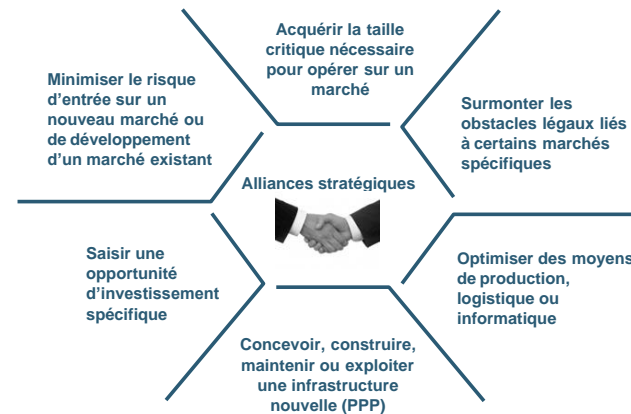 Acquérir la taille
critique nécessaire
pour opérer sur un
marché
Minimiser le risque
d'entrée sur un
nouveau marché ou
de développement
d'un marché existant
Surmonter les
obstacles légaux liés
à certains marchés
spécifiques
Alliances stratégiques
Saisir une
opportunité
d'investissement
spécifique
Optimiser des moyens
de production,
logistique ou
informatique
Concevoir, construire,
maintenir ou exploiter
une infrastructure
nouvelle (PPP)